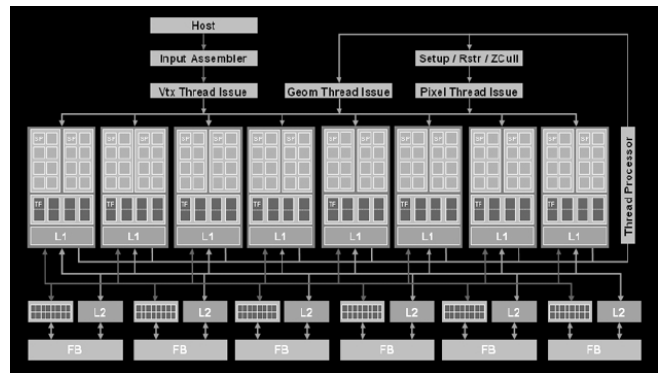 Host
Input Assembler
Setup / Rstr / ZCull
Vtx Thread Issue
Geom Thread Issue
Pixel Thread Issue
Thread Processor
SP SP SP SP SP SP SP SP SP SP SP SP SP SP SP SP
TF TF TF TF TF TF TF TF
L1 L1 L1 L1 L1 L1 L1 L1
L2 L2 L2 L2 L2 L2
FB FB FB FB FB FB